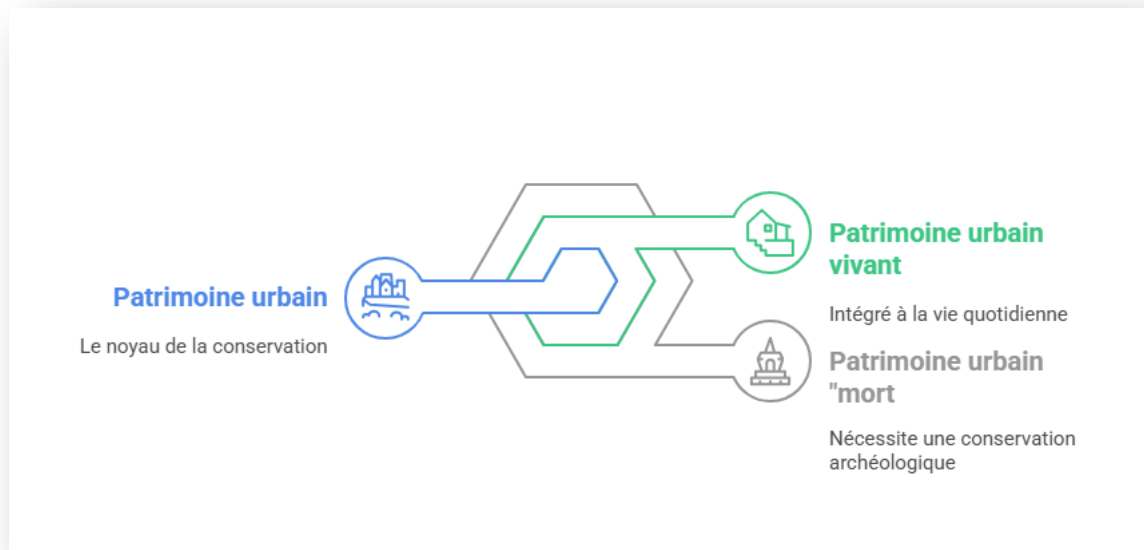 Patrimoine urbain
Le noyau de la conservation
Patrimoine urbain
vivant
Intégré à la vie quotidienne
Patrimoine urbain
"mort
Nécessite une conservation
archéologique